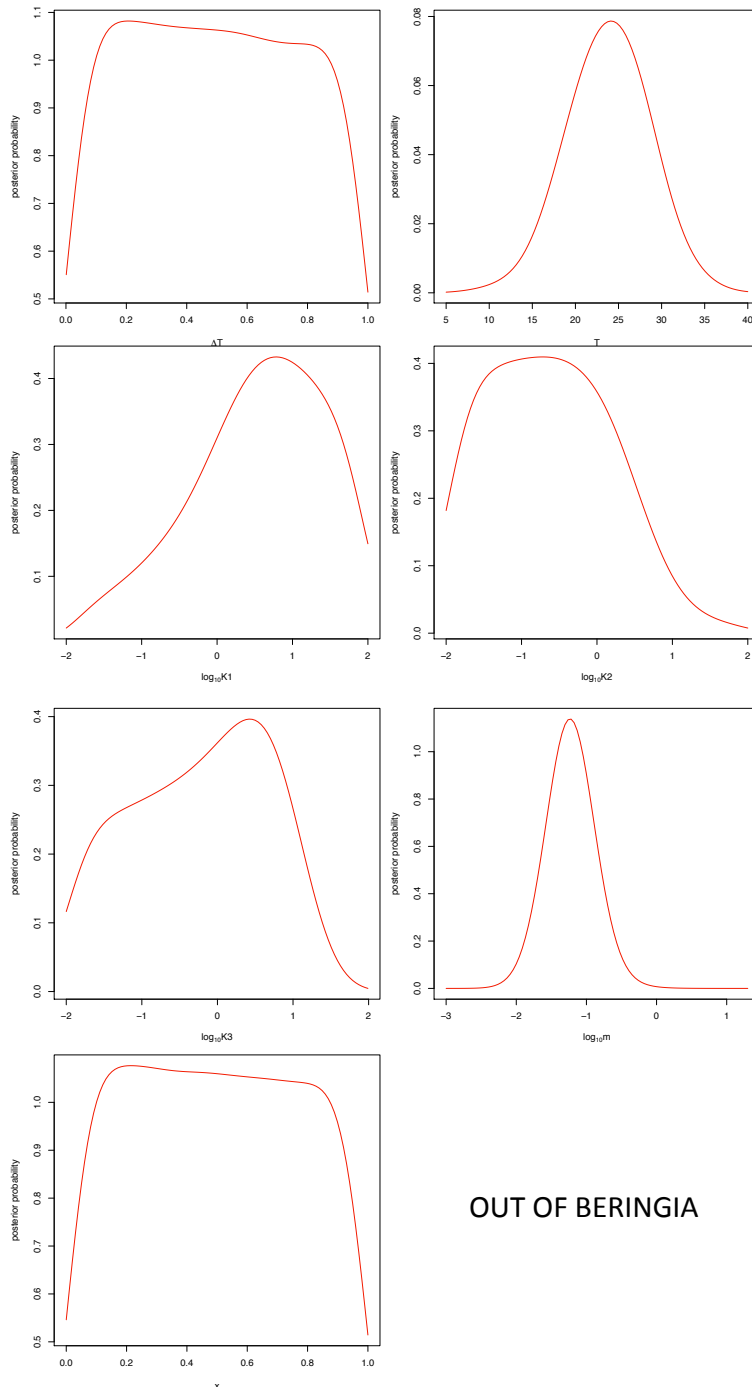 posterior probability
1.1
1.0
0.9
0.8
0.7
0.6
0.5
0.0 0.2 0.4 0.6 0.8 1.0
ΔT
posterior probability
0.08
0.06
0.04
0.02
0.00
5 10 15 20 25 30 35 40
T
posterior probability
0.4
0.3
0.2
0.1
−2 −1 0 1 2
log₁₀K1
posterior probability
0.4
0.3
0.2
0.1
0.0
−2 −1 0 1 2
log₁₀K2
posterior probability
0.4
0.3
0.2
0.1
0.0
−2 −1 0 1 2
log₁₀K3
posterior probability
1.0
0.8
0.6
0.4
0.2
0.0
−3 −2 −1 0 1
log₁₀m
posterior probability
1.0
0.9
0.8
0.7
0.6
0.5
0.0 0.2 0.4 0.6 0.8 1.0
OUT OF BERINGIA